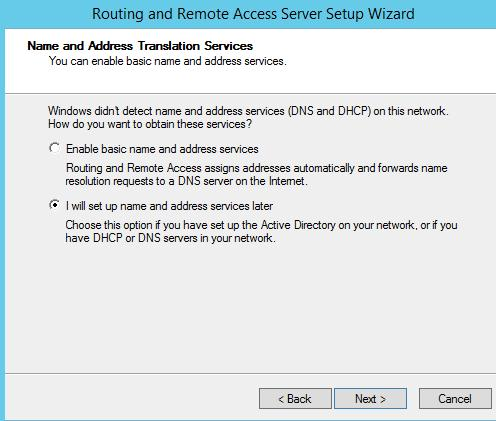 Routing and Remote Access Server Setup Wizard
Name and Address Translation Services
You can enable basic name and address services.
Windows didn't detect name and address services (DNS and DHCP) on this network.
How do you want to obtain these services?
Enable basic name and address services
Routing and Remote Access assigns addresses automatically and forwards name
resolution requests to a DNS server on the Internet.
I will set up name and address services later
Choose this option if you have set up the Active Directory on your network, or if you
have DHCP or DNS servers in your network.
< Back
Next >
Cancel